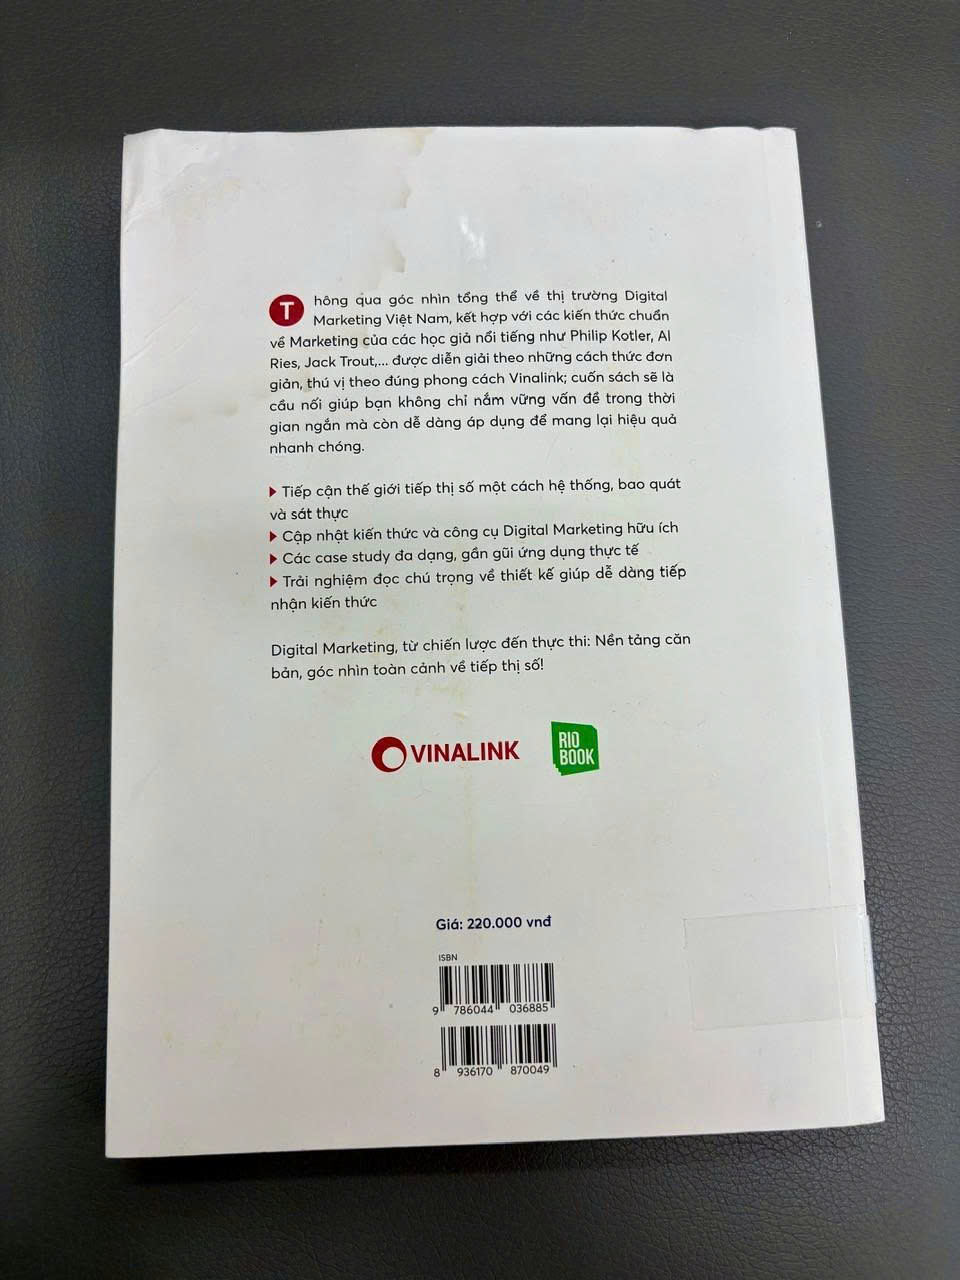 Thông qua góc nhìn tổng thể về thị trường Digital
Marketing Việt Nam, kết hợp với các kiến thức chuẩn
về Marketing của các học giả nổi tiếng như Philip Kotler, Al
Ries, Jack Trout,... được diễn giải theo những cách thức đơn
giản, thú vị theo đúng phong cách Vinalink; cuốn sách sẽ là
cầu nối giúp bạn không chỉ nắm vững vấn đề trong thời
gian ngắn mà còn dễ dàng áp dụng để mang lại hiệu quả
nhanh chóng.
Tiếp cận thế giới tiếp thị số một cách hệ thống, bao quát
và sát thực
Cập nhật kiến thức và công cụ Digital Marketing hữu ích
Các case study đa dạng, gần gũi ứng dụng thực tế
Trải nghiệm đọc chú trọng về thiết kế giúp dễ dàng tiếp
nhận kiến thức
Digital Marketing, từ chiến lược đến thực thi: Nền tảng căn
bản, góc nhìn toàn cảnh về tiếp thị số!
VINALINK
RIO
BOOK
Giá: 220.000 vnđ
ISBN
9 786044 036885
8 936170 870049